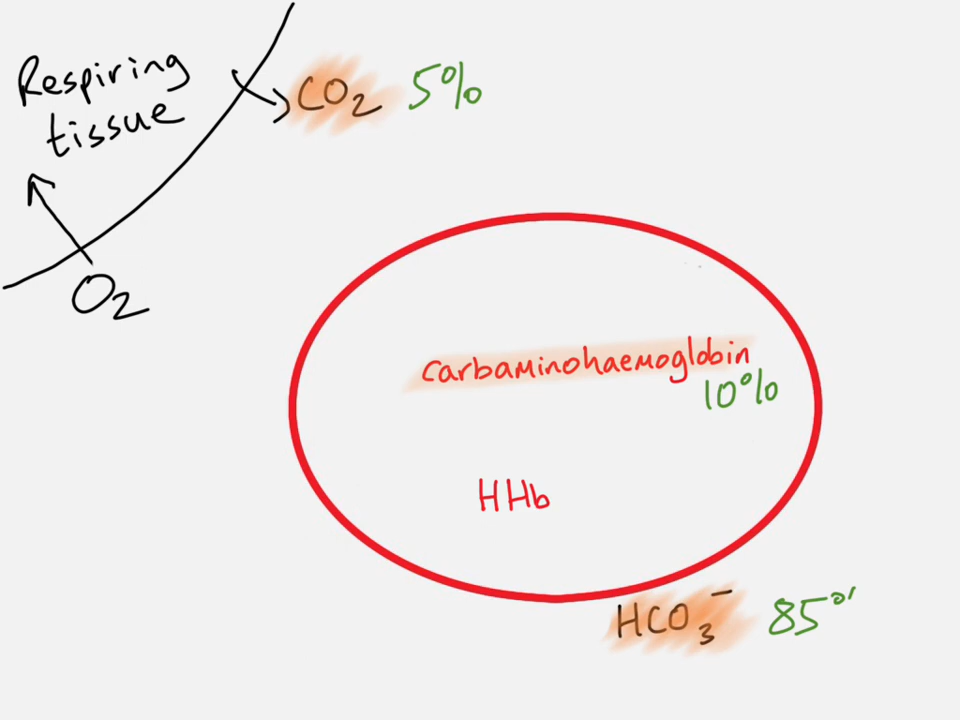 Respiring
tissue
CO₂ 5%
O₂
carbaminohaemoglobin
10%
HHb
HCO₃⁻ 85%